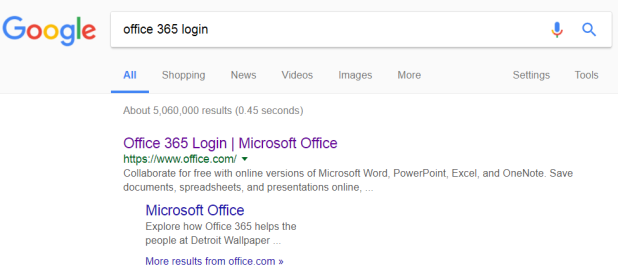 Google
office 365 login
All Shopping News Videos Images More Settings Tools
About 5,060,000 results (0.45 seconds)
Office 365 Login | Microsoft Office
https://www.office.com/
Collaborate for free with online versions of Microsoft Word, PowerPoint, Excel, and OneNote. Save
documents, spreadsheets, and presentations online, ...
Microsoft Office
Explore how Office 365 helps the
people at Detroit Wallpaper ...
More results from office.com »